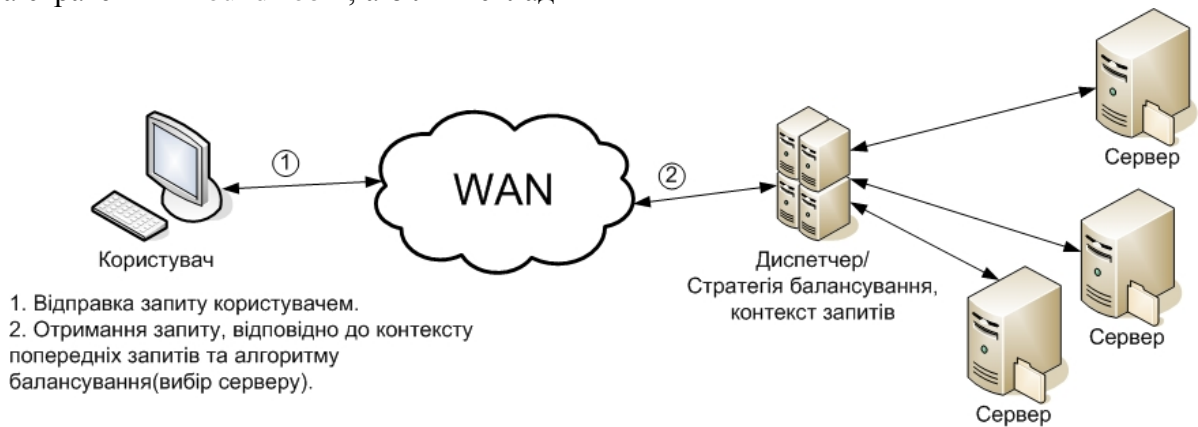 ①
WAN
②
Сервер
Користувач
Диспетчер/
Стратегія балансування,
контекст запитів
Сервер
Сервер
1. Відправка запиту користувачем.
2. Отримання запиту, відповідно до контексту
попередніх запитів та алгоритму
балансування(вибір серверу).